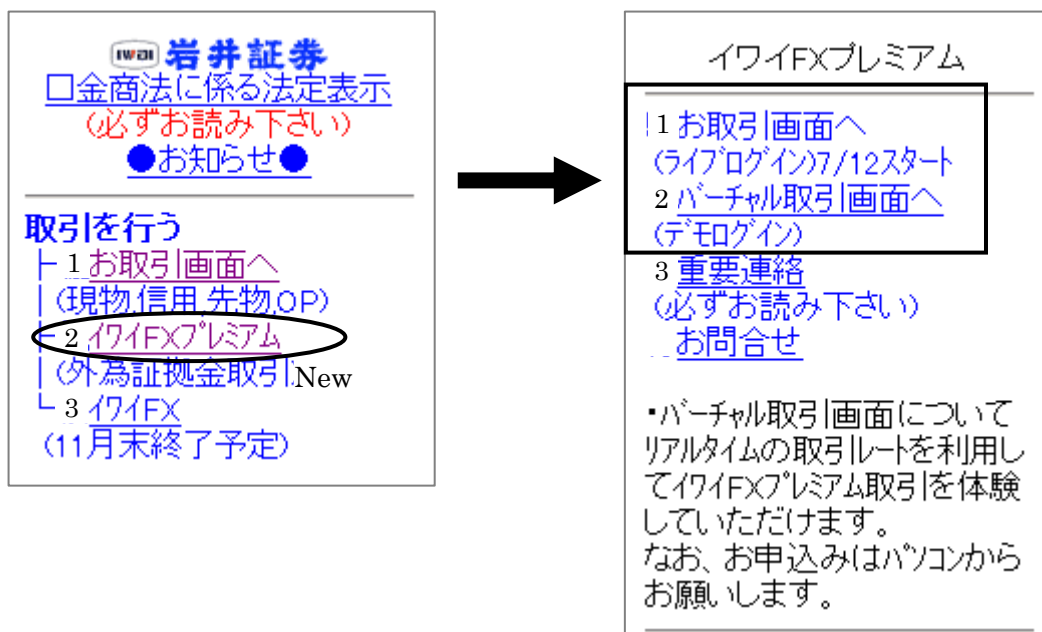 iwai 岩井証券
□金商法に係る法定表示
(必ずお読み下さい)
●お知らせ●
取引を行う
├ 1 お取引画面へ
│(現物,信用,先物,OP)
├ 2 イワイFXプレミアム
│(外為証拠金取引) New
└ 3 イワイFX
(11月末終了予定)
イワイFXプレミアム
1 お取引画面へ
(ライブログイン)7/12スタート
2 バーチャル取引画面へ
(デモログイン)
3 重要連絡
(必ずお読み下さい)
お問合せ
・バーチャル取引画面について
リアルタイムの取引レートを利用し
てイワイFXプレミアム取引を体験
していただけます。
なお、お申込みはパソコンから
お願いします。